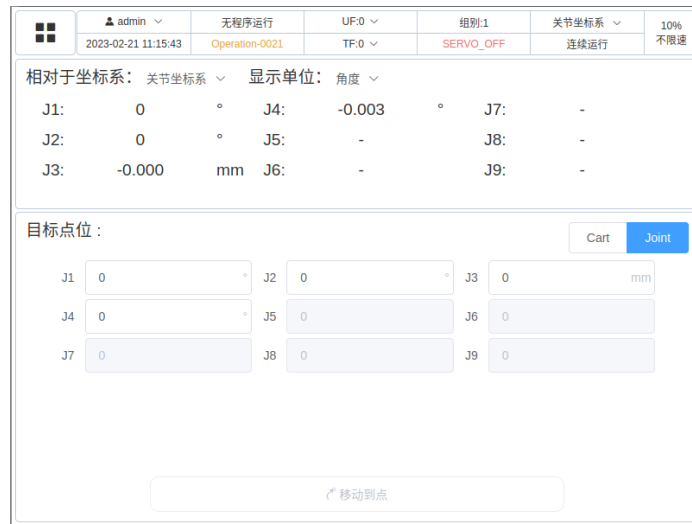 admin 无程序运行 UF:0 组别:1 关节坐标系 10%
2023-02-21 11:15:43 Operation-0021 TF:0 SERVO_OFF 连续运行 不限速
相对于坐标系： 关节坐标系 显示单位： 角度
J1: 0 ° J4: -0.003 ° J7: -
J2: 0 ° J5: - J8: -
J3: -0.000 mm J6: - J9: -
目标点位 : Cart Joint
J1 0 ° J2 0 ° J3 0 mm
J4 0 ° J5 0 J6 0
J7 0 J8 0 J9 0
移动到点